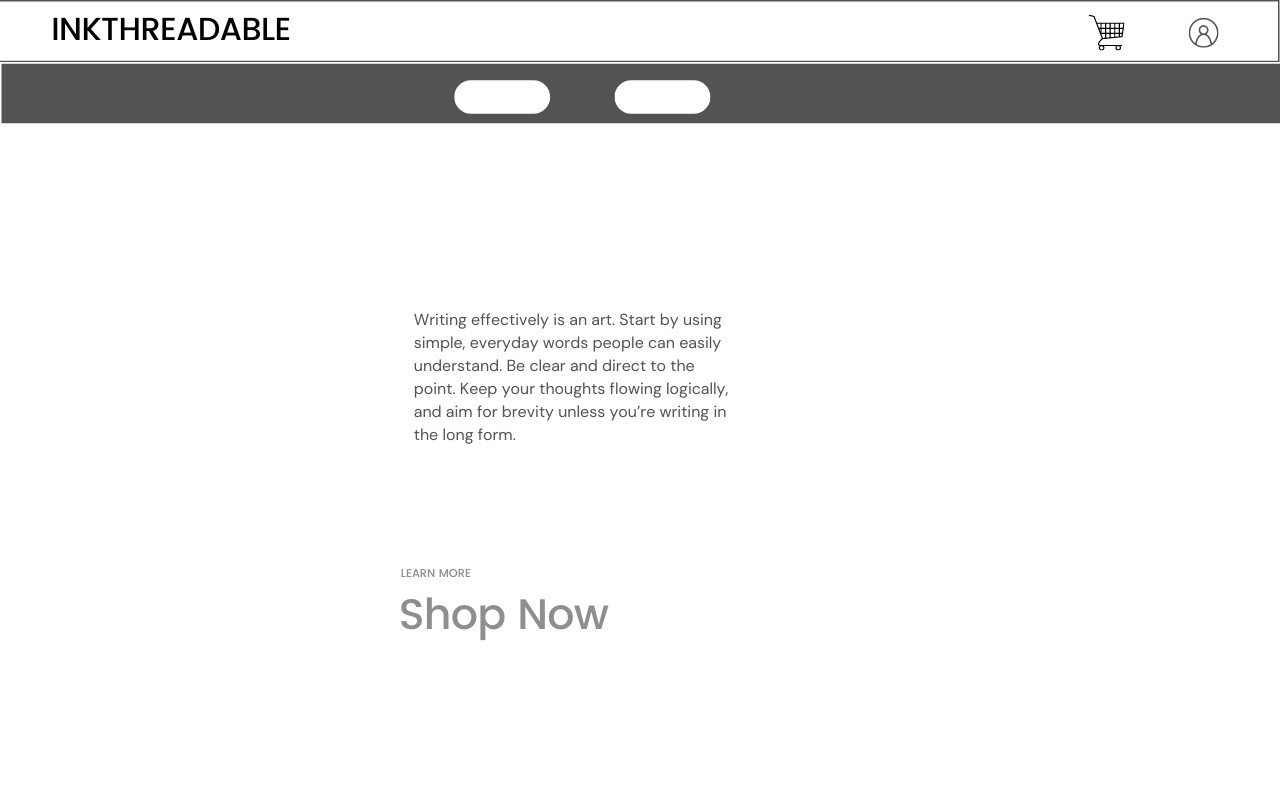 INKTHREADABLE
Writing effectively is an art. Start by using
simple, everyday words people can easily
understand. Be clear and direct to the
point. Keep your thoughts flowing logically,
and aim for brevity unless you’re writing in
the long form.
LEARN MORE
Shop Now